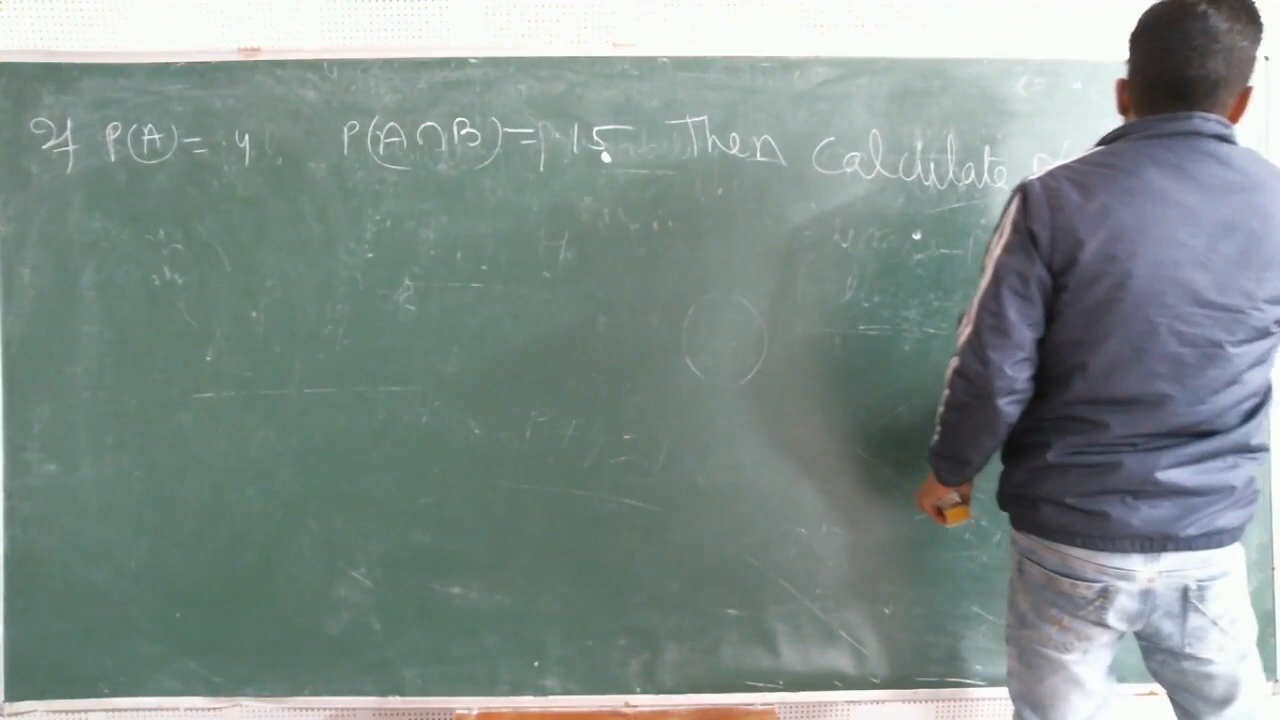 If P(A) = .4 P(A∩B) = .15 Then Calculate